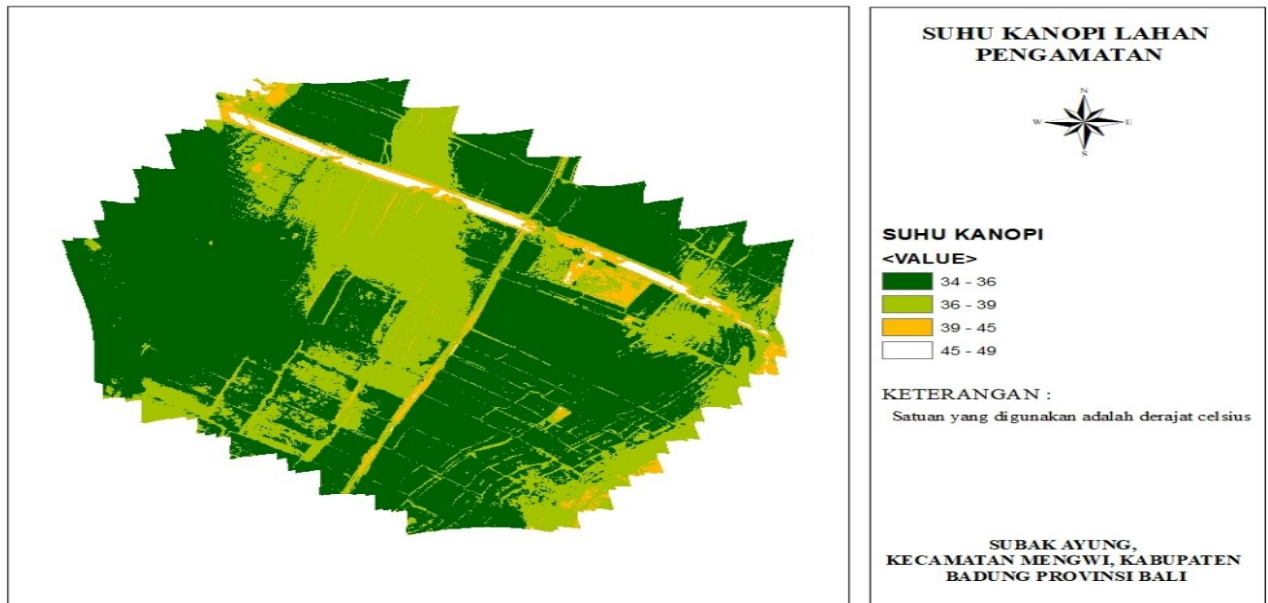 SUHU KANOPI LAHAN
PENGAMATAN
N
W E
S
SUHU KANOPI
<VALUE>
34 - 36
36 - 39
39 - 45
45 - 49
KETERANGAN :
Satuan yang digunakan adalah derajat celsius
SUBAK AYUNG,
KECAMATAN MENGWI, KABUPATEN
BADUNG PROVINSI BALI